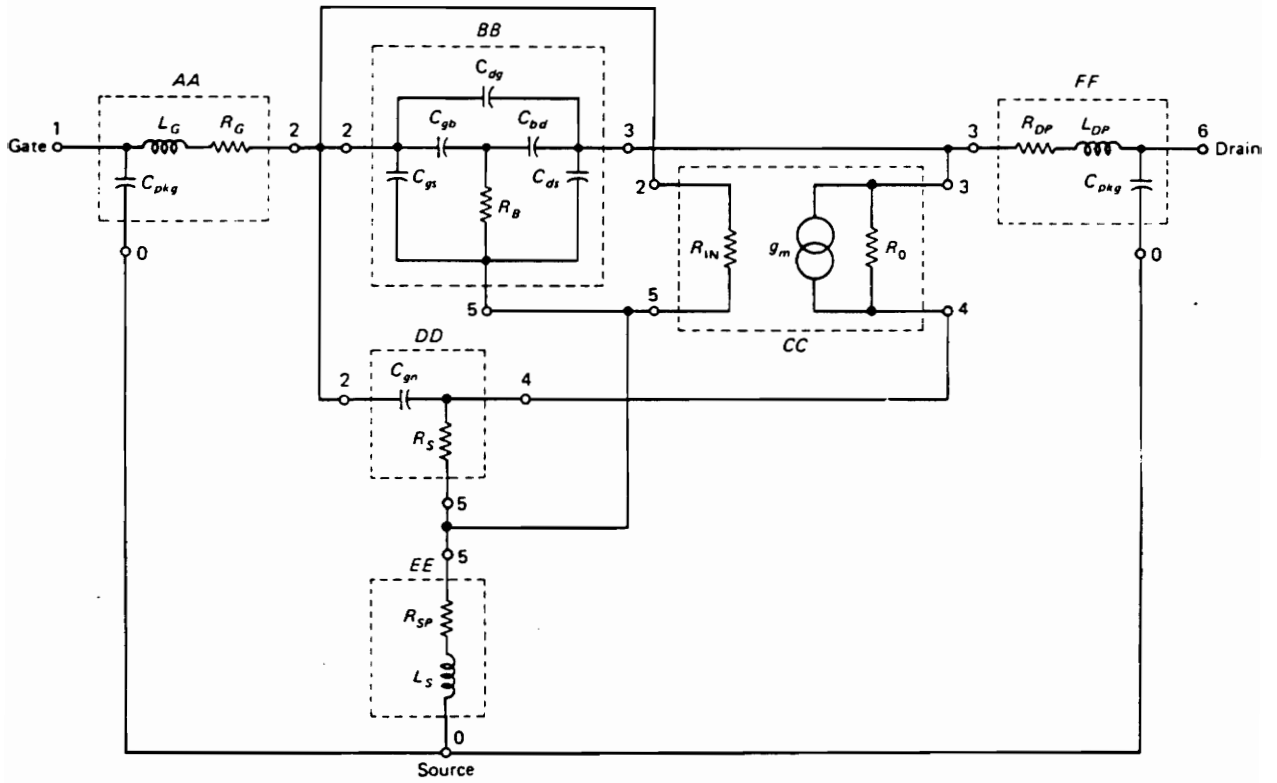 BB
C_dg
AA
FF
L_G R_G
C_gb C_bd
R_DP L_DP
Gate 1
2 2
3
3
6 Drain
C_pkg
C_gs
C_ds
2
3
C_pkg
R_B
R_IN
g_m
R_0
0
0
5
5
4
DD
CC
C_gn
2
4
R_S
5
5
EE
R_SP
L_S
0
Source